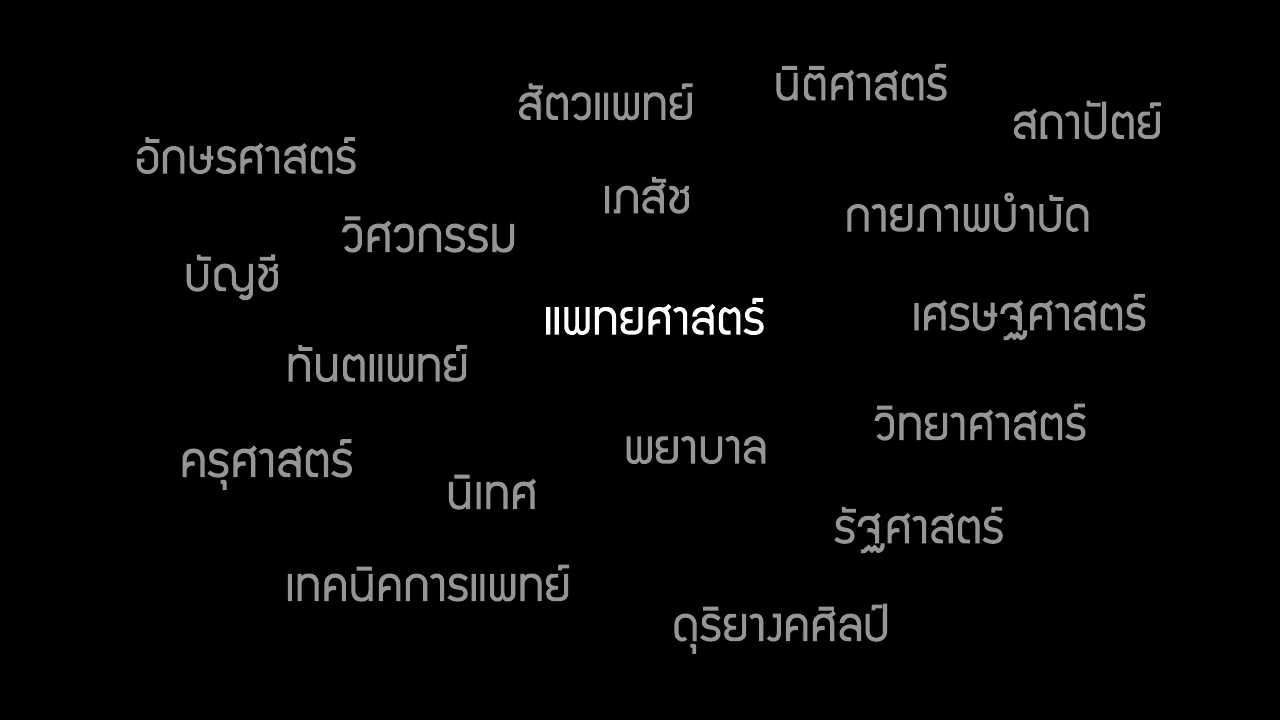 นิติศาสตร์
สัตวแพทย์
สถาปัตย์
อักษรศาสตร์
เภสัช
กายภาพบำบัด
วิศวกรรม
บัญชี
แพทยศาสตร์
เศรษฐศาสตร์
ทันตแพทย์
วิทยาศาสตร์
พยาบาล
ครุศาสตร์
นิเทศ
รัฐศาสตร์
เทคนิคการแพทย์
ดุริยางคศิลป์